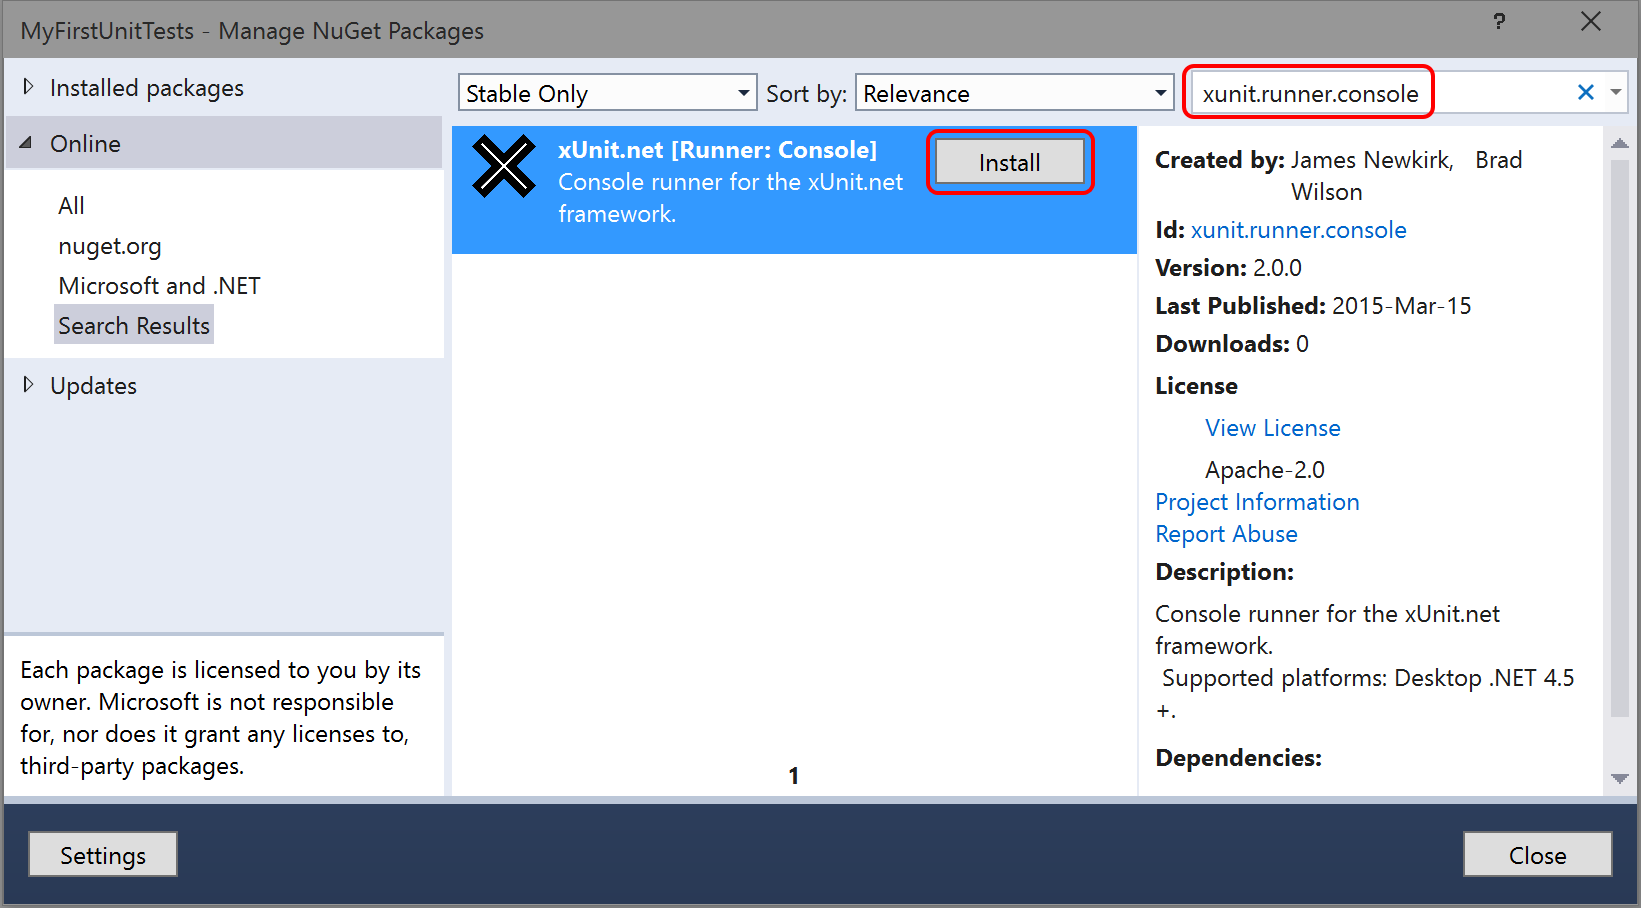 MyFirstUnitTests - Manage NuGet Packages
?
Installed packages
Online
All
nuget.org
Microsoft and .NET
Search Results
Updates
Each package is licensed to you by its
owner. Microsoft is not responsible
for, nor does it grant any licenses to,
third-party packages.
Stable Only
Sort by: Relevance
xunit.runner.console
xUnit.net [Runner: Console]
Console runner for the xUnit.net
framework.
Install
1
Created by: James Newkirk, Brad
Wilson
Id: xunit.runner.console
Version: 2.0.0
Last Published: 2015-Mar-15
Downloads: 0
License
View License
Apache-2.0
Project Information
Report Abuse
Description:
Console runner for the xUnit.net
framework.
Supported platforms: Desktop .NET 4.5
+.
Dependencies:
Settings
Close